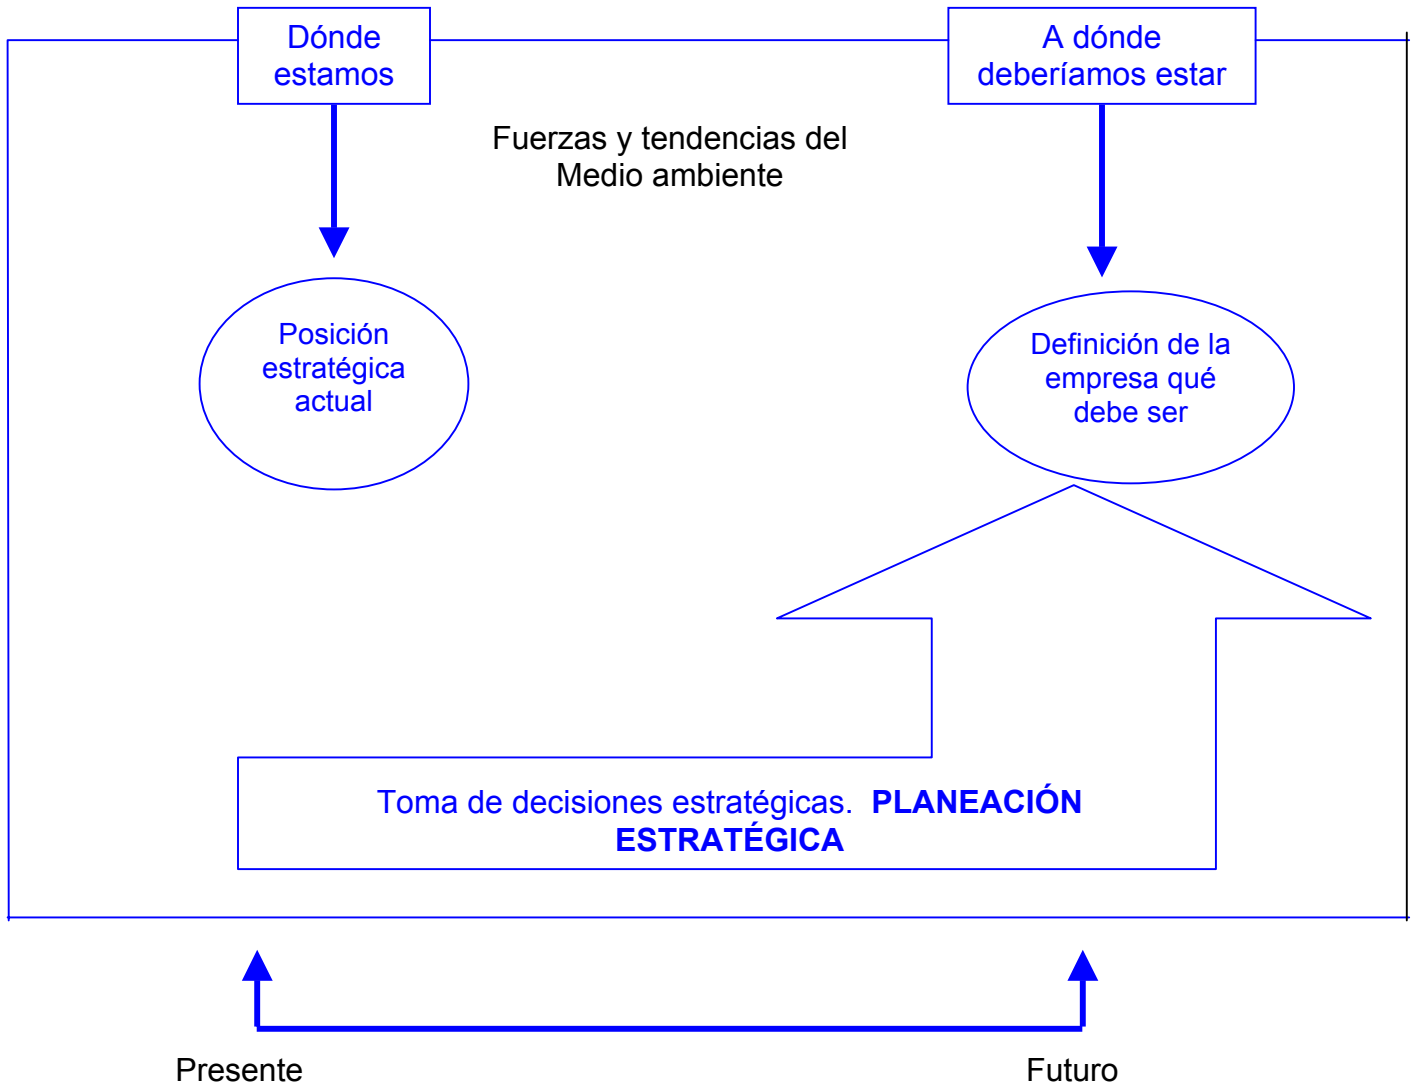 Dónde
estamos
A dónde
deberíamos estar
Fuerzas y tendencias del
Medio ambiente
Posición
estratégica
actual
Definición de la
empresa qué
debe ser
Toma de decisiones estratégicas. PLANEACIÓN
ESTRATÉGICA
Presente
Futuro